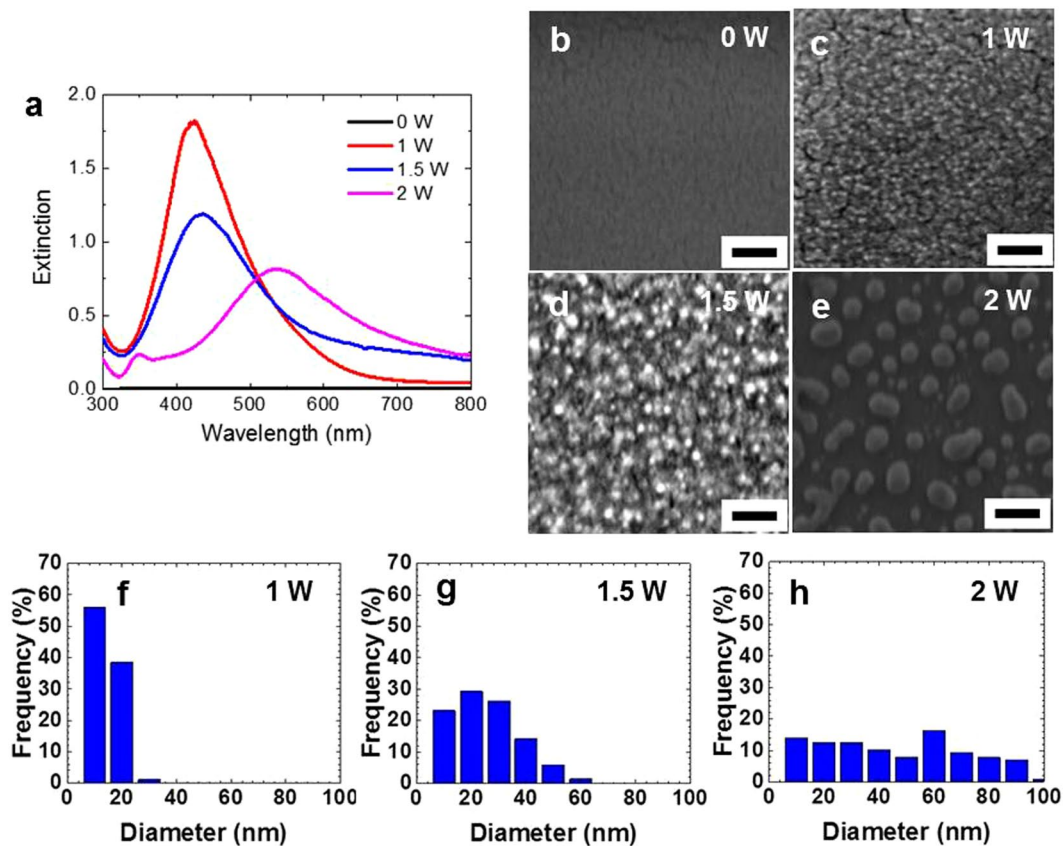 a
Extinction
2.0
1.5
1.0
0.5
0.0
300 400 500 600 700 800
Wavelength (nm)
0 W
1 W
1.5 W
2 W
b 0 W
c 1 W
d 1.5 W
e 2 W
f 1 W
Frequency (%)
70
60
50
40
30
20
10
0
0 20 40 60 80 100
Diameter (nm)
g 1.5 W
Frequency (%)
70
60
50
40
30
20
10
0
0 20 40 60 80 100
Diameter (nm)
h 2 W
Frequency (%)
70
60
50
40
30
20
10
0
0 20 40 60 80 100
Diameter (nm)